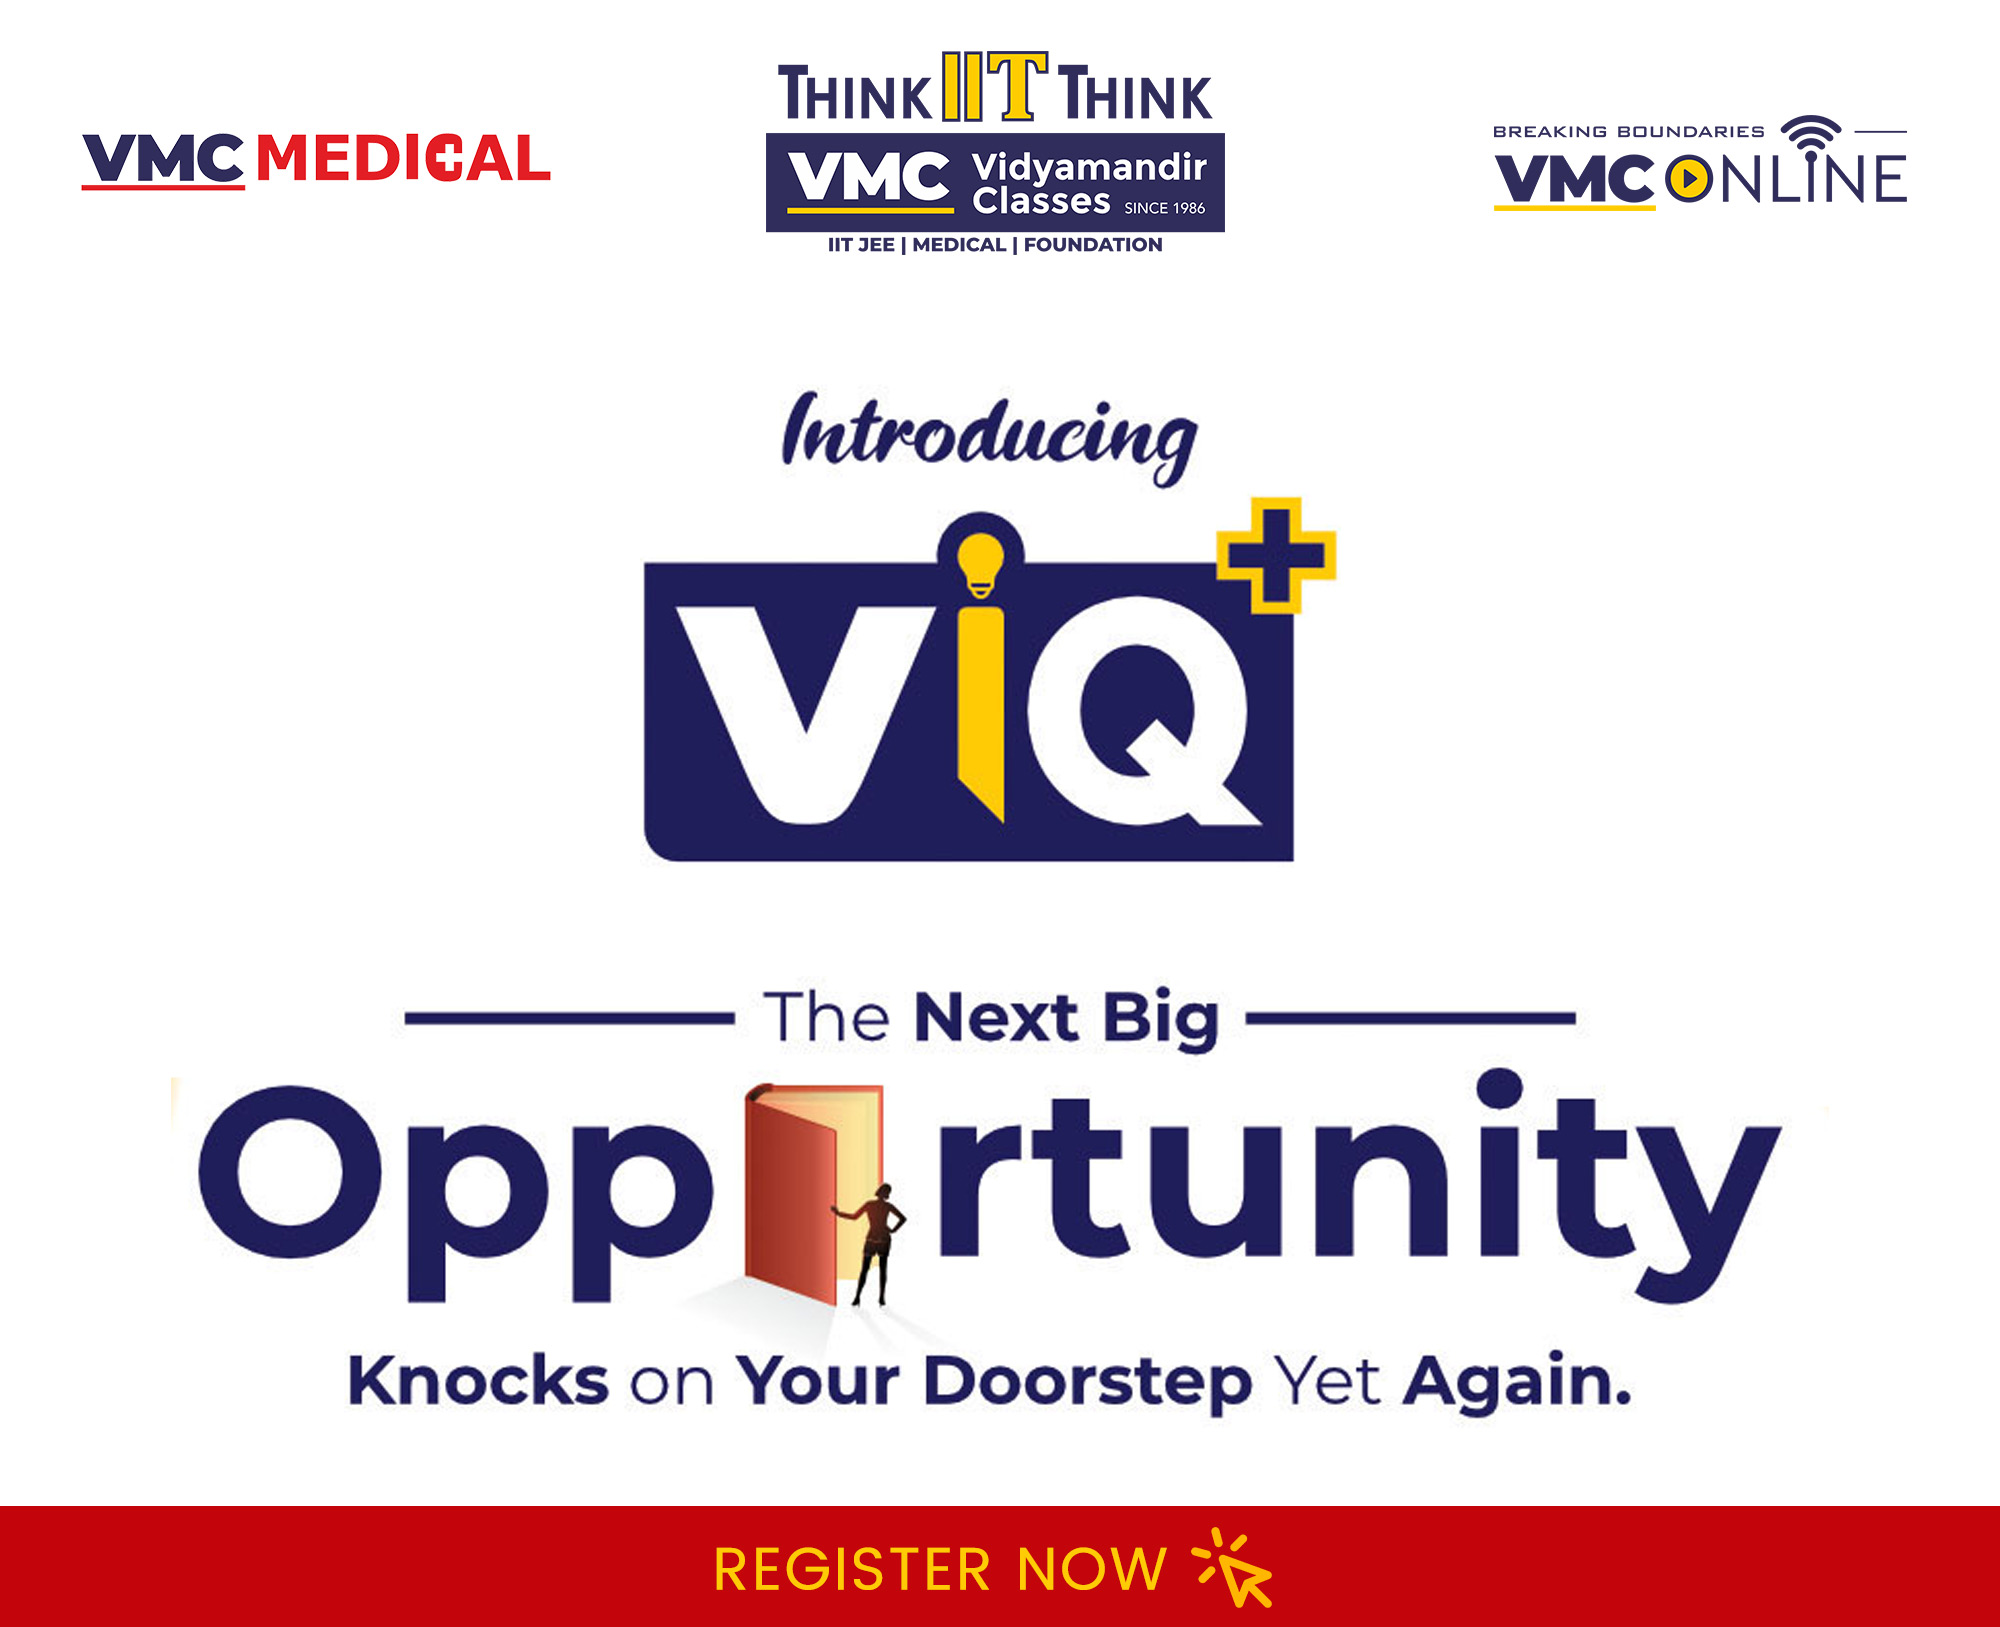 VMC MEDICAL
THINK IIT THINK
VMC Vidyamandir
Classes SINCE 1986
IIT JEE | MEDICAL | FOUNDATION
BREAKING BOUNDARIES
VMC ONLINE
Introducing
ViQ+
The Next Big
Opportunity
Knocks on Your Doorstep Yet Again.
REGISTER NOW